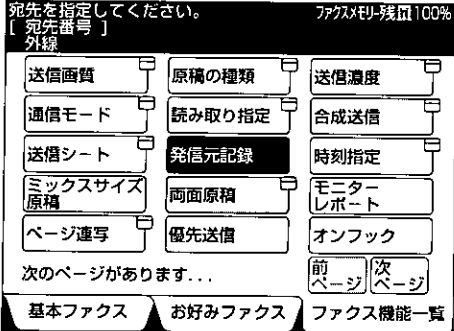 宛先を指定してください。 ファクスメモリー残量100%
[ 宛先番号 ]
外線
送信画質 原稿の種類 送信濃度
通信モード 読み取り指定 合成送信
送信シート 発信元記録 時刻指定
ミックスサイズ
原稿
両面原稿
モニター
レポート
ページ連写 優先送信 オンフック
次のページがあります...
前
ページ
次
ページ
基本ファクス お好みファクス ファクス機能一覧